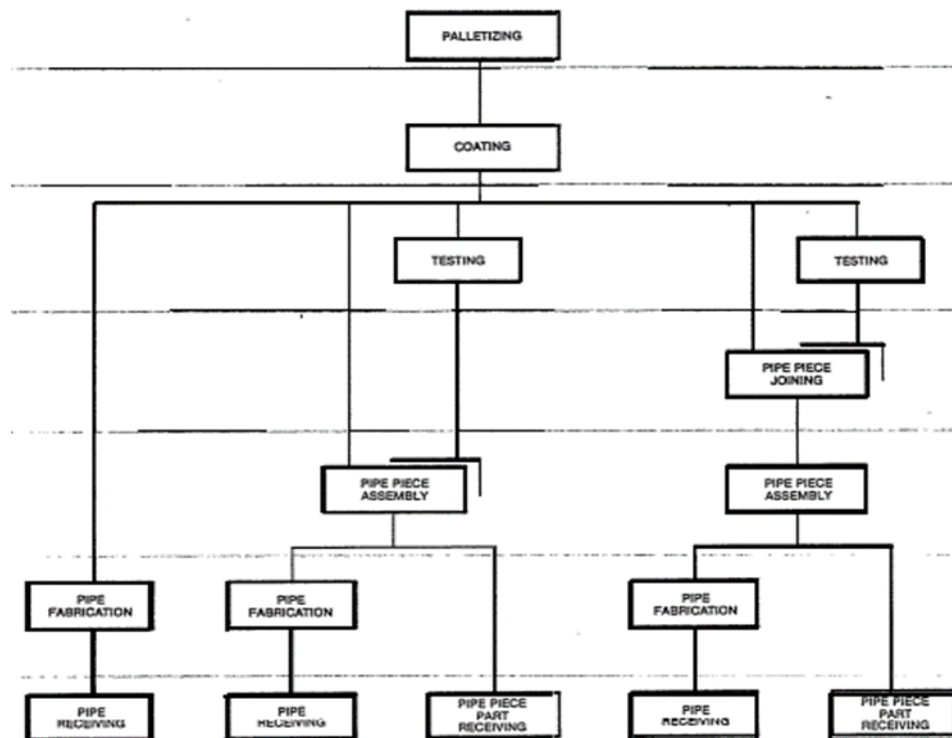 PALLETIZING
COATING
TESTING
TESTING
PIPE PIECE
JOINING
PIPE PIECE
ASSEMBLY
PIPE PIECE
ASSEMBLY
PIPE
FABRICATION
PIPE
FABRICATION
PIPE
FABRICATION
PIPE
RECEIVING
PIPE
RECEIVING
PIPE PIECE
PART
RECEIVING
PIPE
RECEIVING
PIPE PIECE
PART
RECEIVING